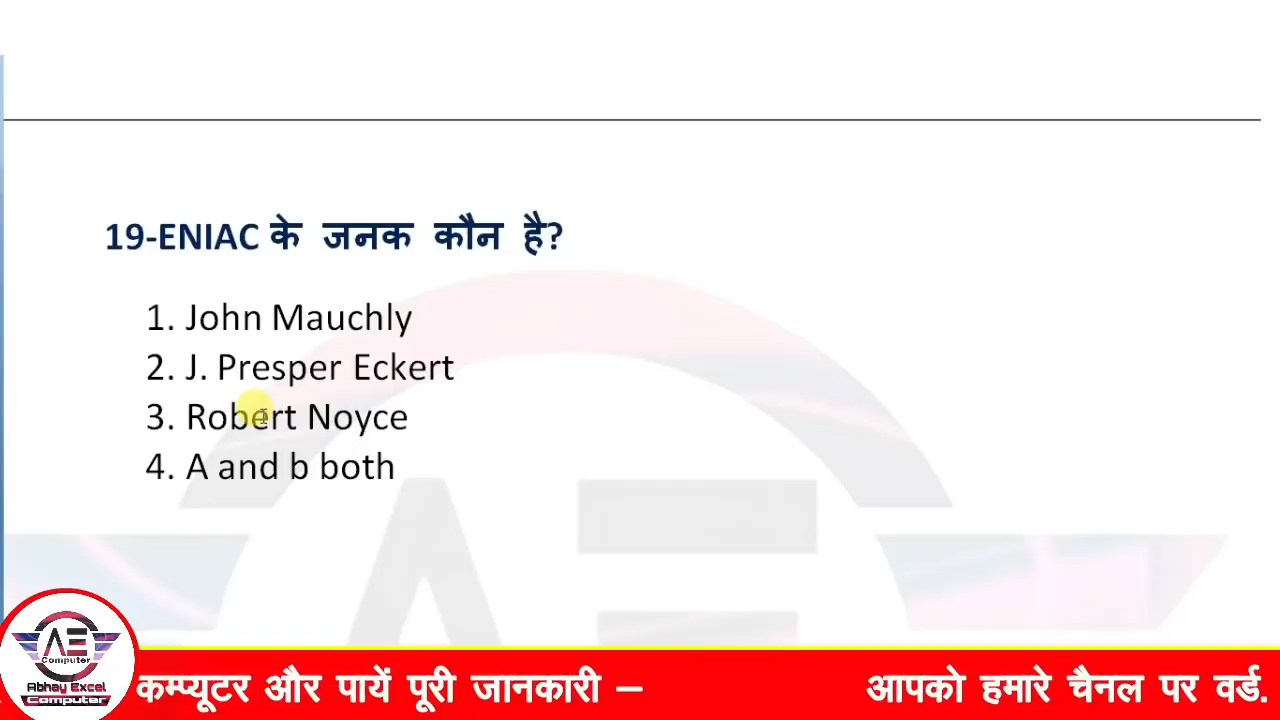 19-ENIAC के जनक कौन है?
1. John Mauchly
2. J. Presper Eckert
3. Robert Noyce
4. A and b both
AE
Computer
Abhay Excel
Computer
कम्प्यूटर और पायें पूरी जानकारी – आपको हमारे चैनल पर वर्ड.